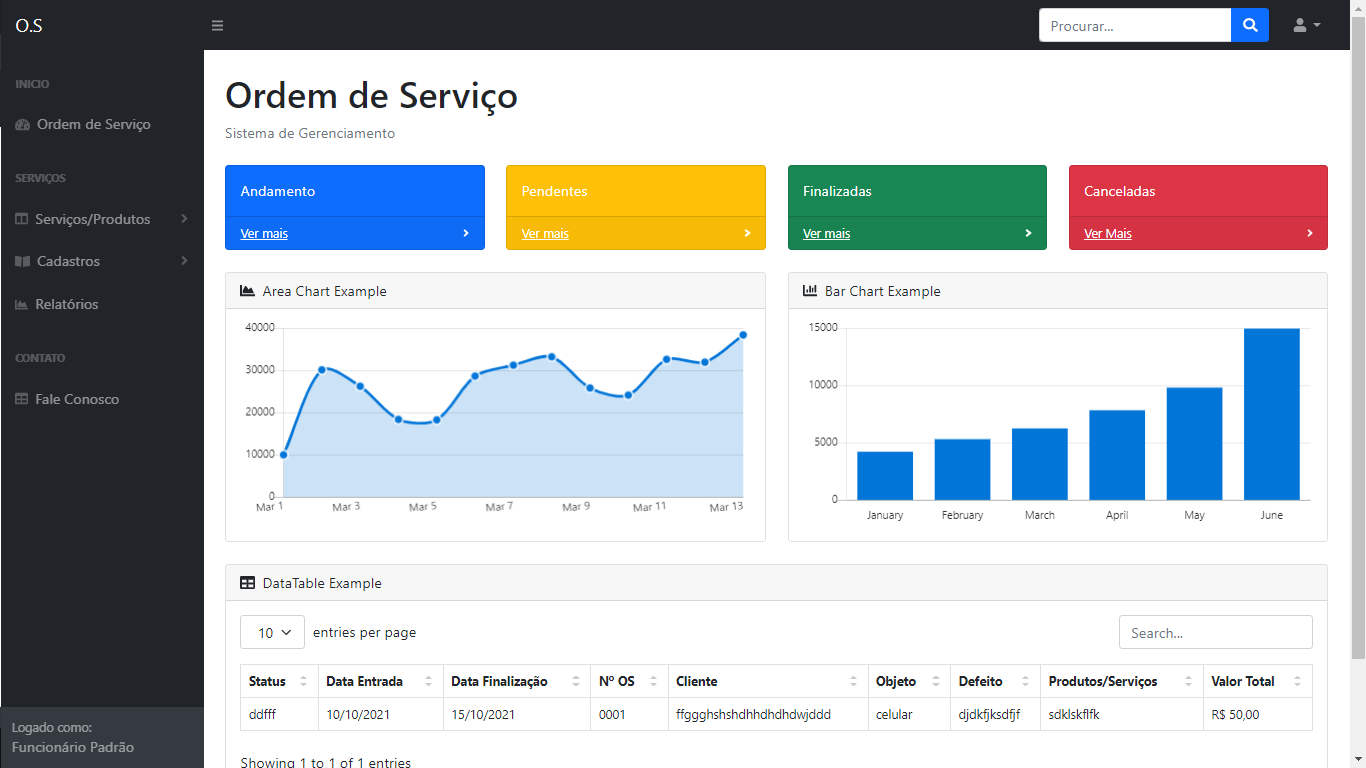 O.S
Procurar...
INICIO
Ordem de Serviço
SERVIÇOS
Serviços/Produtos
Cadastros
Relatórios
CONTATO
Fale Conosco
Logado como:
Funcionário Padrão
Ordem de Serviço
Sistema de Gerenciamento
Andamento
Ver mais
Pendentes
Ver mais
Finalizadas
Ver mais
Canceladas
Ver Mais
Area Chart Example
40000
30000
20000
10000
0
Mar 1 Mar 3 Mar 5 Mar 7 Mar 9 Mar 11 Mar 13
Bar Chart Example
15000
10000
5000
0
January February March April May June
DataTable Example
10 entries per page
Search...
Status Data Entrada Data Finalização Nº OS Cliente Objeto Defeito Produtos/Serviços Valor Total
ddfff 10/10/2021 15/10/2021 0001 ffggghshshdhhdhdhdwjddd celular djdkfjksdfjf sdklskflfk R$ 50,00
Showing 1 to 1 of 1 entries